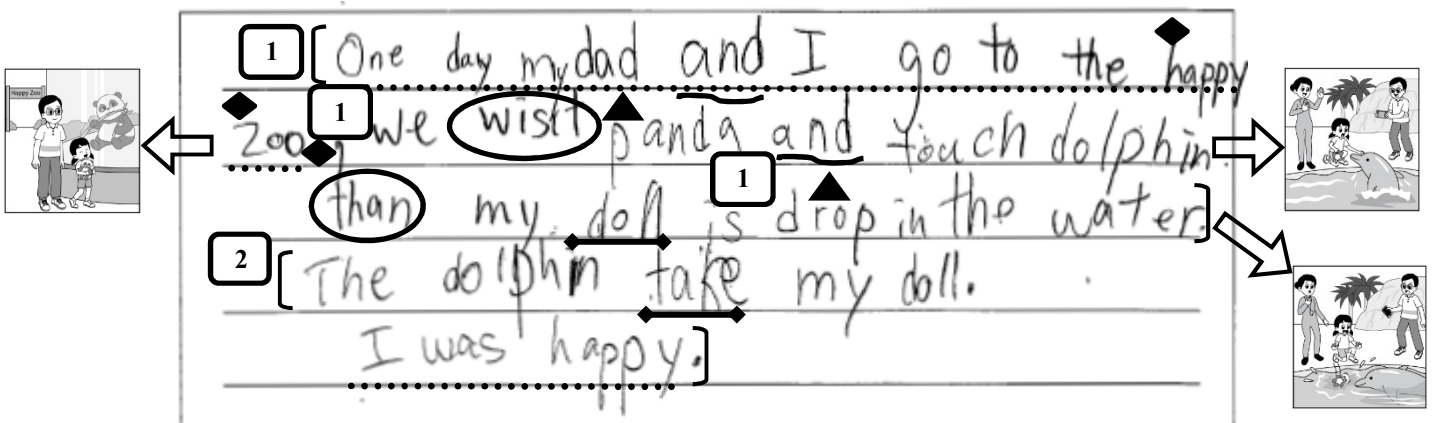 1 One day my dad and I go to the happy
Happy Zoo
zoo, 1 we wisit panda and touch dolphin.
1
than my doll is drop in the water.
2 The dolphin take my doll.
I was happy.